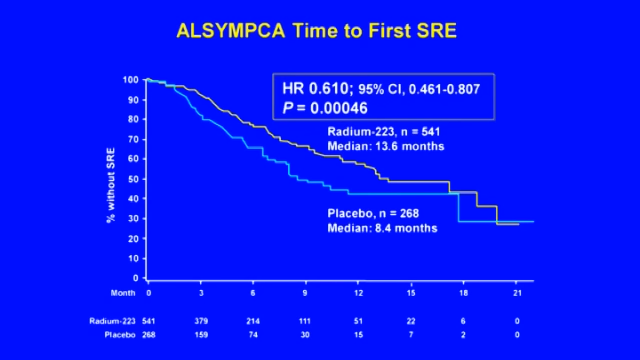 ALSYMPCA Time to First SRE
HR 0.610; 95% CI, 0.461-0.807
P = 0.00046
Radium-223, n = 541
Median: 13.6 months
Placebo, n = 268
Median: 8.4 months
% without SRE
100
90
80
70
60
50
40
30
20
10
0
Month 0 3 6 9 12 15 18 21
Radium-223 541 379 214 111 51 22 6 0
Placebo 268 159 74 30 15 7 2 0